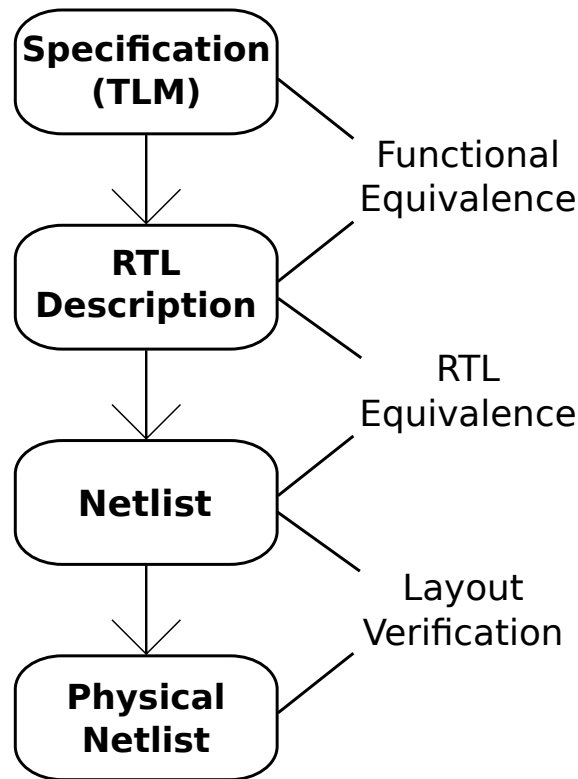 Specification
(TLM)
Functional
Equivalence
RTL
Description
RTL
Equivalence
Netlist
Layout
Verification
Physical
Netlist